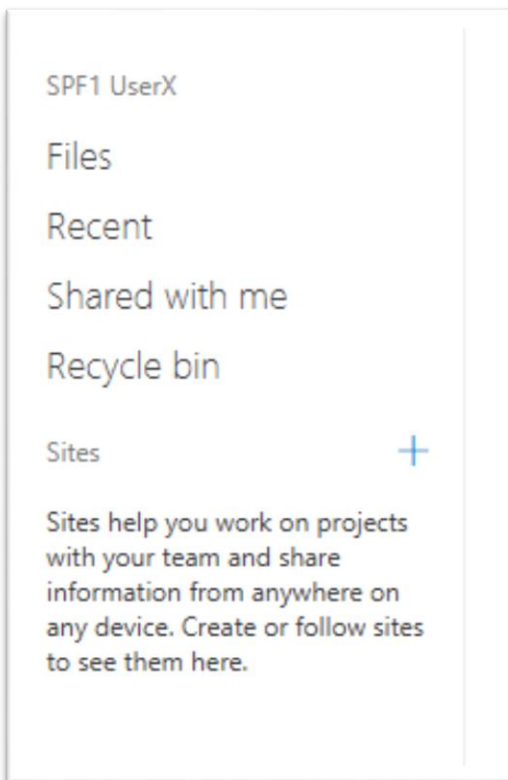 SPF1 UserX
Files
Recent
Shared with me
Recycle bin
Sites
Sites help you work on projects
with your team and share
information from anywhere on
any device. Create or follow sites
to see them here.